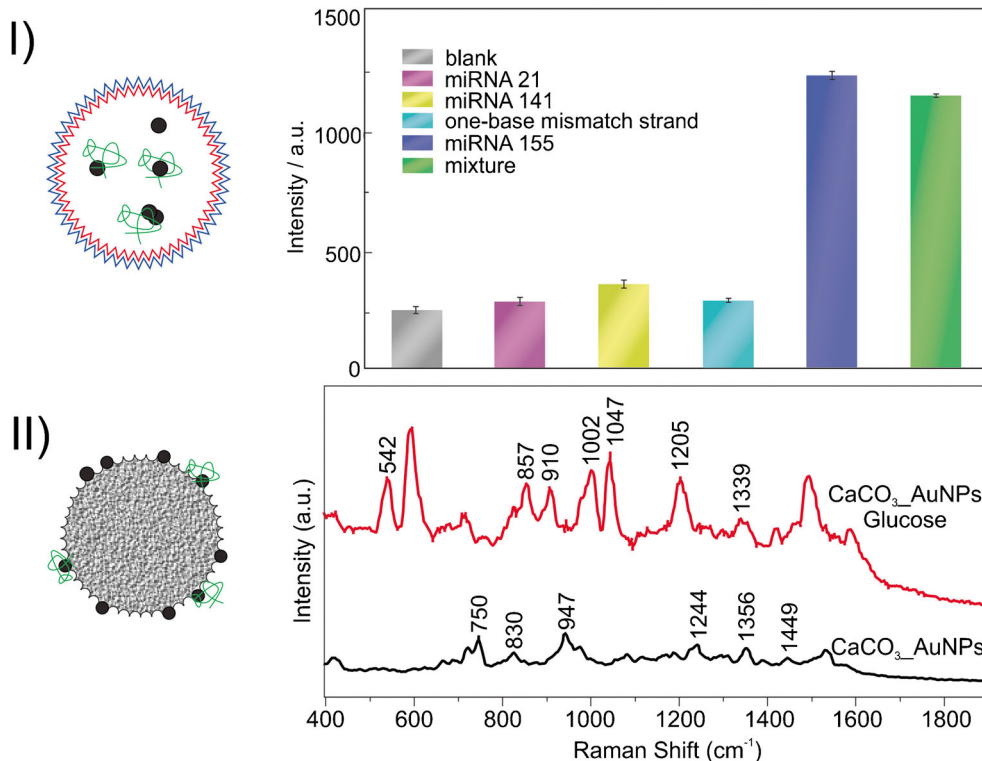 I)
Intensity / a.u.
1500
1000
500
0
blank
miRNA 21
miRNA 141
one-base mismatch strand
miRNA 155
mixture
II)
Intensity (a.u.)
542
857
910
1002
1047
1205
1339
CaCO₃_AuNPs
Glucose
750
830
947
1244
1356
1449
CaCO₃_AuNPs
400 600 800 1000 1200 1400 1600 1800
Raman Shift (cm⁻¹)